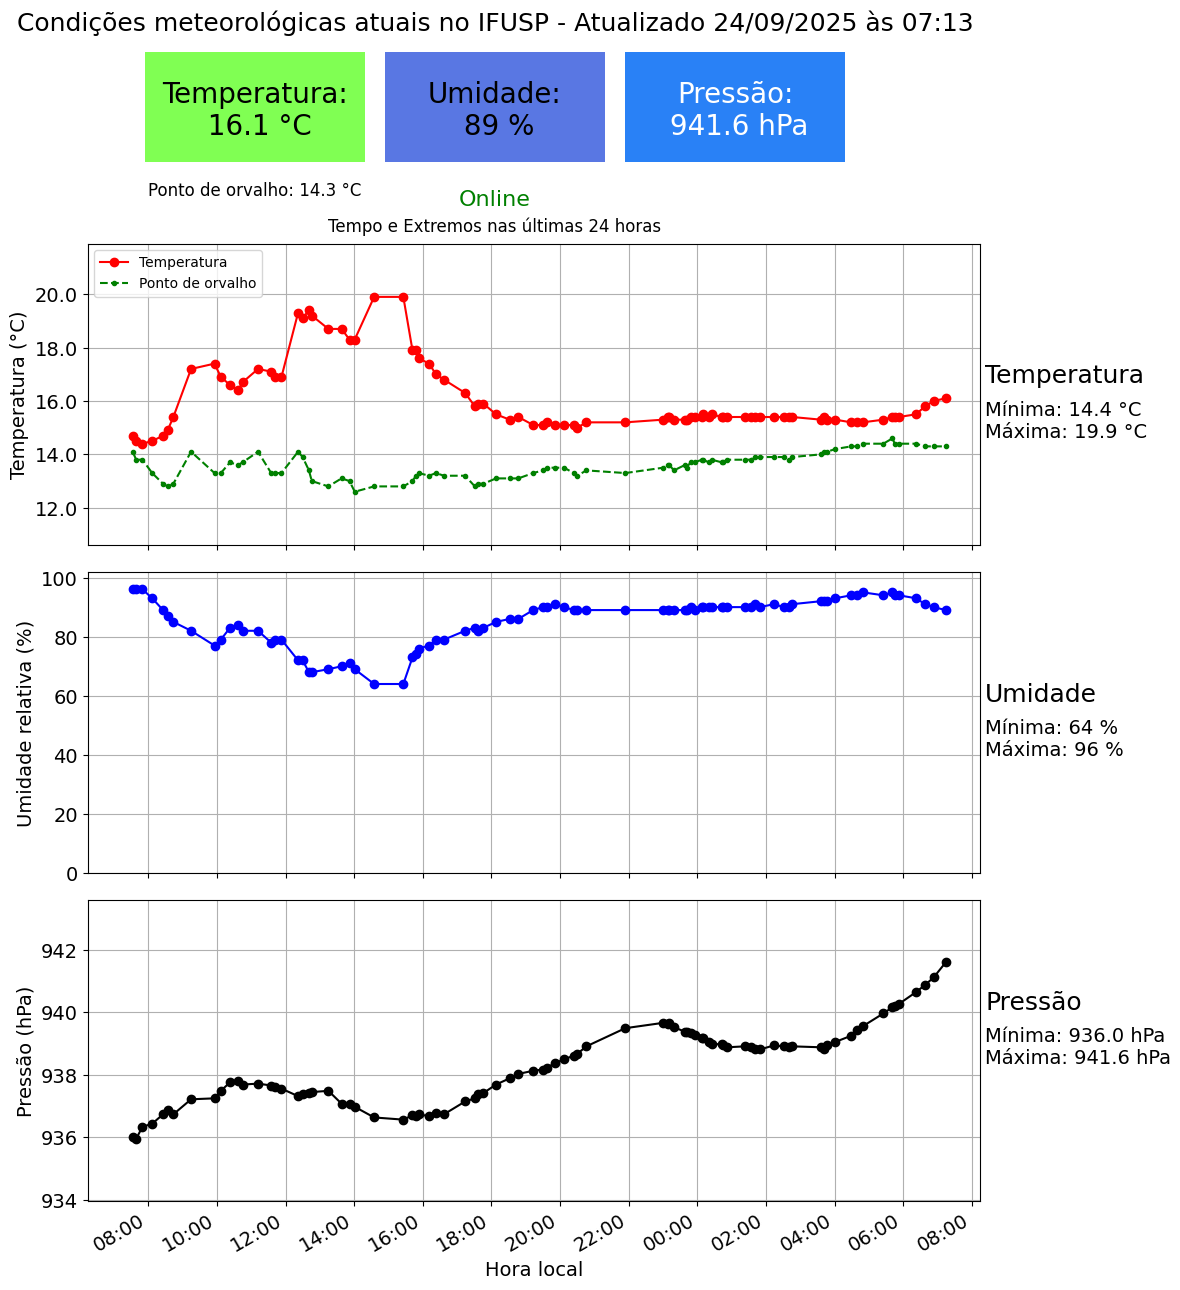 Condições meteorológicas atuais no IFUSP - Atualizado 24/09/2025 às 07:13
Temperatura:
16.1 °C
Umidade:
89 %
Pressão:
941.6 hPa
Ponto de orvalho: 14.3 °C
Online
Tempo e Extremos nas últimas 24 horas
Temperatura
Ponto de orvalho
Temperatura (°C)
20.0
18.0
16.0
14.0
12.0
Temperatura
Mínima: 14.4 °C
Máxima: 19.9 °C
Umidade relativa (%)
100
80
60
40
20
0
Umidade
Mínima: 64 %
Máxima: 96 %
Pressão (hPa)
942
940
938
936
934
Pressão
Mínima: 936.0 hPa
Máxima: 941.6 hPa
08:00 10:00 12:00 14:00 16:00 18:00 20:00 22:00 00:00 02:00 04:00 06:00 08:00
Hora local